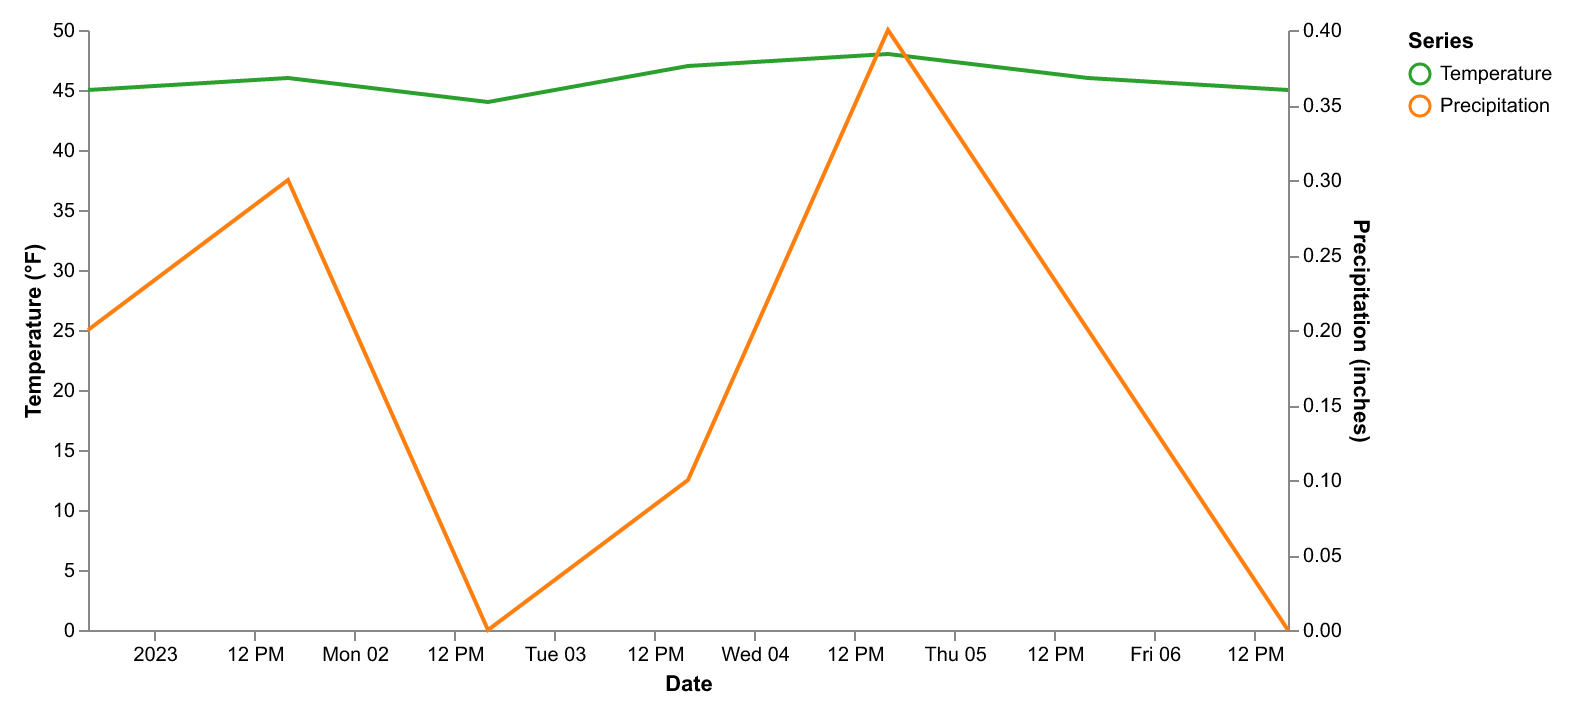 Temperature (°F)
50
45
40
35
30
25
20
15
10
5
0
2023 12 PM Mon 02 12 PM Tue 03 12 PM Wed 04 12 PM Thu 05 12 PM Fri 06 12 PM
Date
0.40
0.35
0.30
0.25
0.20
0.15
0.10
0.05
0.00
Precipitation (inches)
Series
Temperature
Precipitation